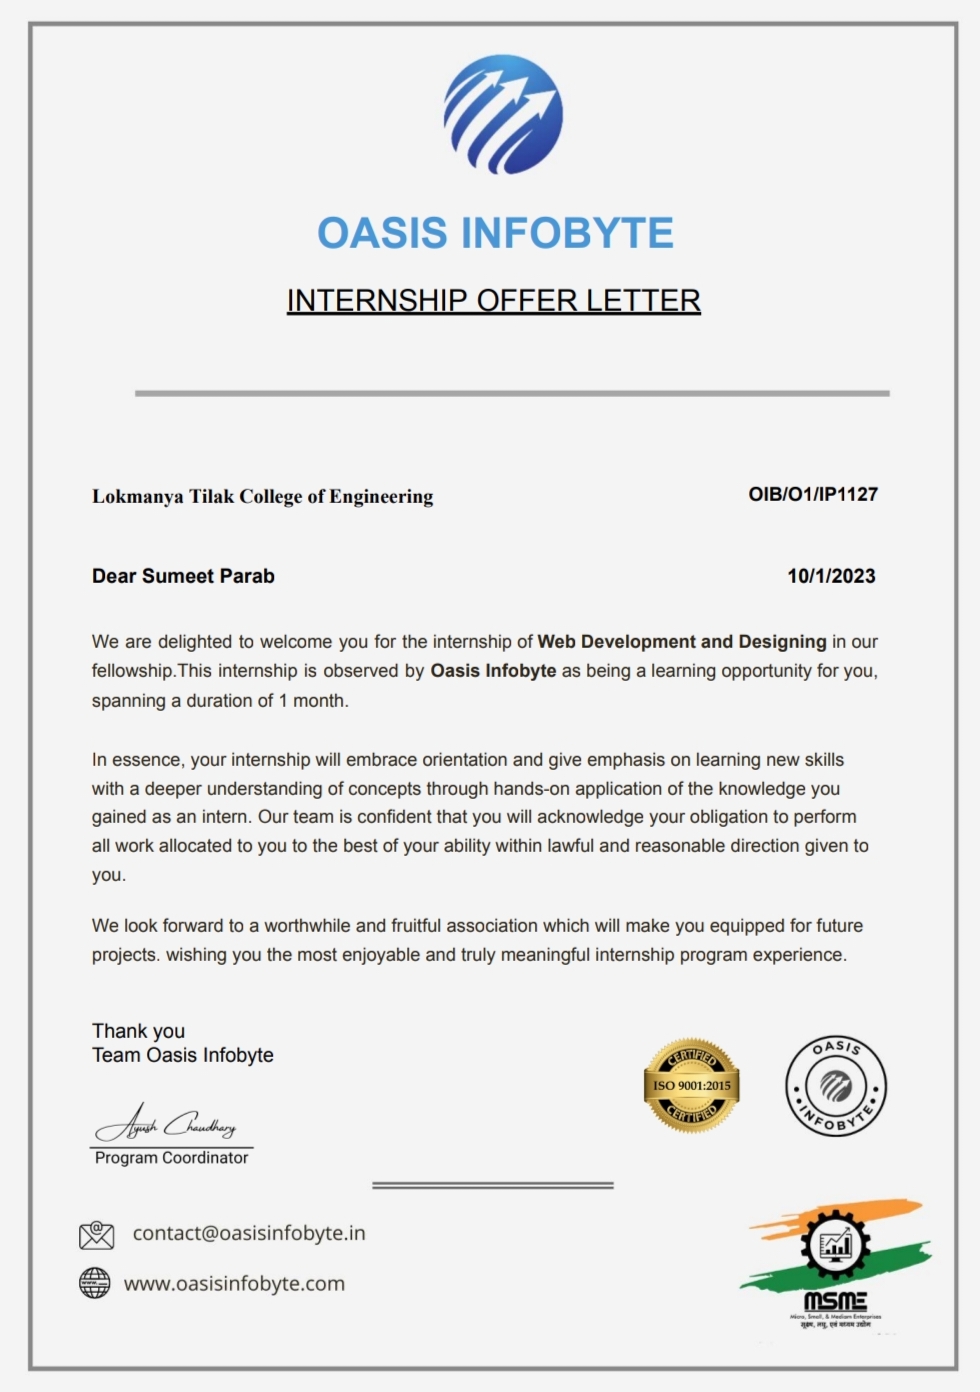 OASIS INFOBYTE
INTERNSHIP OFFER LETTER
Lokmanya Tilak College of Engineering
OIB/O1/IP1127
Dear Sumeet Parab
10/1/2023
We are delighted to welcome you for the internship of Web Development and Designing in our
fellowship.This internship is observed by Oasis Infobyte as being a learning opportunity for you,
spanning a duration of 1 month.
In essence, your internship will embrace orientation and give emphasis on learning new skills
with a deeper understanding of concepts through hands-on application of the knowledge you
gained as an intern. Our team is confident that you will acknowledge your obligation to perform
all work allocated to you to the best of your ability within lawful and reasonable direction given to
you.
We look forward to a worthwhile and fruitful association which will make you equipped for future
projects. wishing you the most enjoyable and truly meaningful internship program experience.
Thank you
Team Oasis Infobyte
Ayush Chaudhary
Program Coordinator
CERTIFIED
ISO 9001:2015
CERTIFIED
OASIS
INFOBYTE
contact@oasisinfobyte.in
www.oasisinfobyte.com
MSME
Micro, Small, & Medium Enterprises
सूक्ष्म, लघु, एवं मध्यम उद्योग